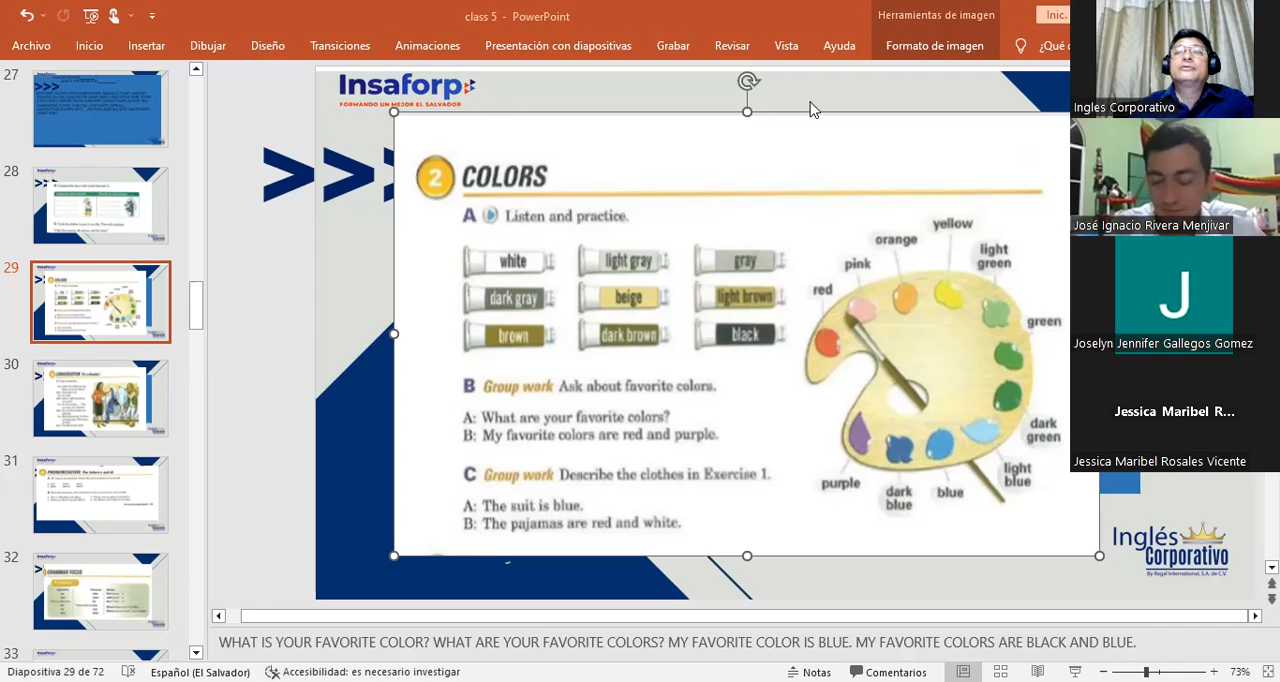 class 5 - PowerPoint
Herramientas de imagen
Inic.
Archivo Inicio Insertar Dibujar Diseño Transiciones Animaciones Presentación con diapositivas Grabar Revisar Vista Ayuda Formato de imagen ¿Qué
27
28
29
30
31
32
33
Insaforp
FORMANDO UN MEJOR EL SALVADOR
>>>
2 COLORS
A Listen and practice.
white light gray gray
dark gray beige light brown
brown dark brown black
red
pink
orange
yellow
light
green
green
dark
green
light
blue
blue
dark
blue
purple
B Group work Ask about favorite colors.
A: What are your favorite colors?
B: My favorite colors are red and purple.
C Group work Describe the clothes in Exercise 1.
A: The suit is blue.
B: The pajamas are red and white.
Inglés
Corporativo
By Regal International, S.A. de C.V.
Ingles Corporativo
José Ignacio Rivera Menjivar
J
Joselyn Jennifer Gallegos Gomez
Jessica Maribel R...
Jessica Maribel Rosales Vicente
WHAT IS YOUR FAVORITE COLOR? WHAT ARE YOUR FAVORITE COLORS? MY FAVORITE COLOR IS BLUE. MY FAVORITE COLORS ARE BLACK AND BLUE.
Diapositiva 29 de 72 Español (El Salvador) Accesibilidad: es necesario investigar Notas Comentarios 73%